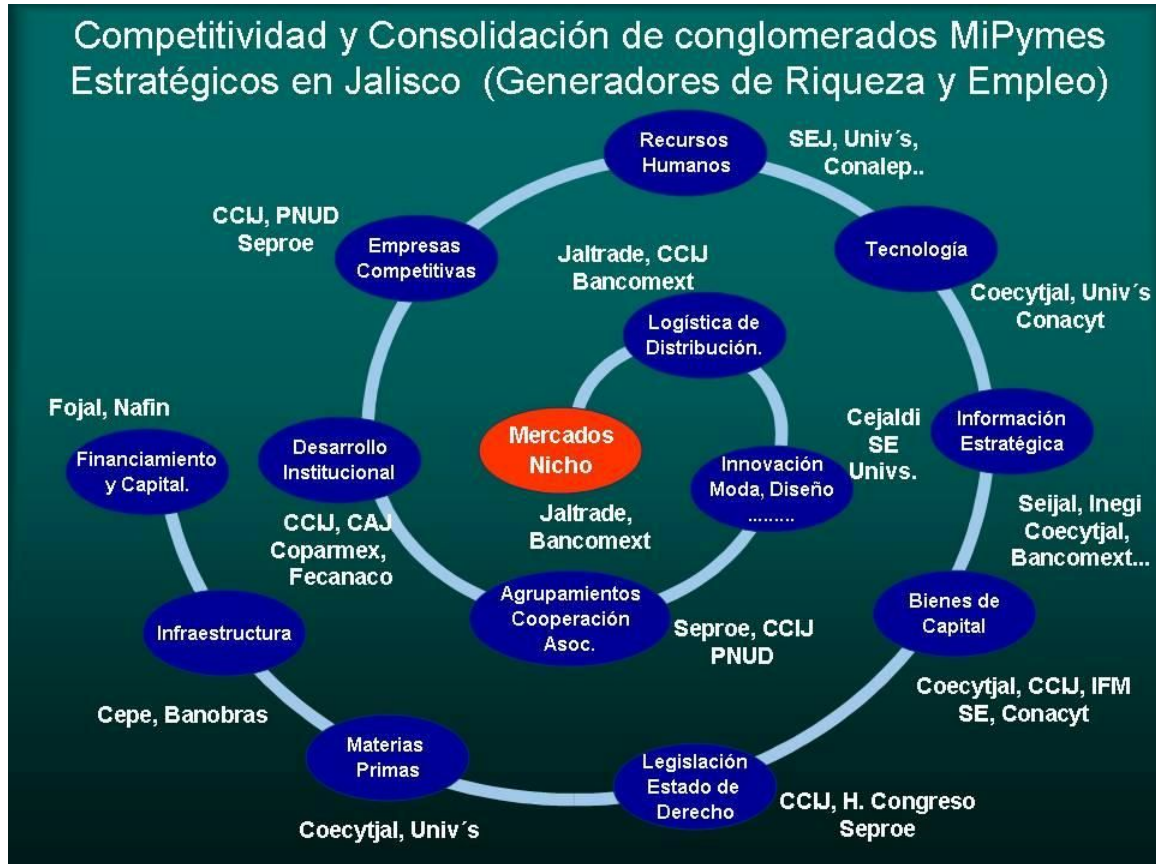 Competitividad y Consolidación de conglomerados MiPymes
Estratégicos en Jalisco (Generadores de Riqueza y Empleo)
Recursos
Humanos
SEJ, Univ´s,
Conalep..
CCIJ, PNUD
Seproe
Empresas
Competitivas
Jaltrade, CCIJ
Bancomext
Tecnología
Coecytjal, Univ´s
Conacyt
Logística de
Distribución.
Fojal, Nafin
Financiamiento
y Capital.
Desarrollo
Institucional
Mercados
Nicho
Innovación
Moda, Diseño
.........
Cejaldi
SE
Univs.
Información
Estratégica
CCIJ, CAJ
Coparmex,
Fecanaco
Jaltrade,
Bancomext
Seijal, Inegi
Coecytjal,
Bancomext...
Infraestructura
Agrupamientos
Cooperación
Asoc.
Seproe, CCIJ
PNUD
Bienes de
Capital
Cepe, Banobras
Coecytjal, CCIJ, IFM
SE, Conacyt
Materias
Primas
Legislación
Estado de
Derecho
CCIJ, H. Congreso
Seproe
Coecytjal, Univ´s